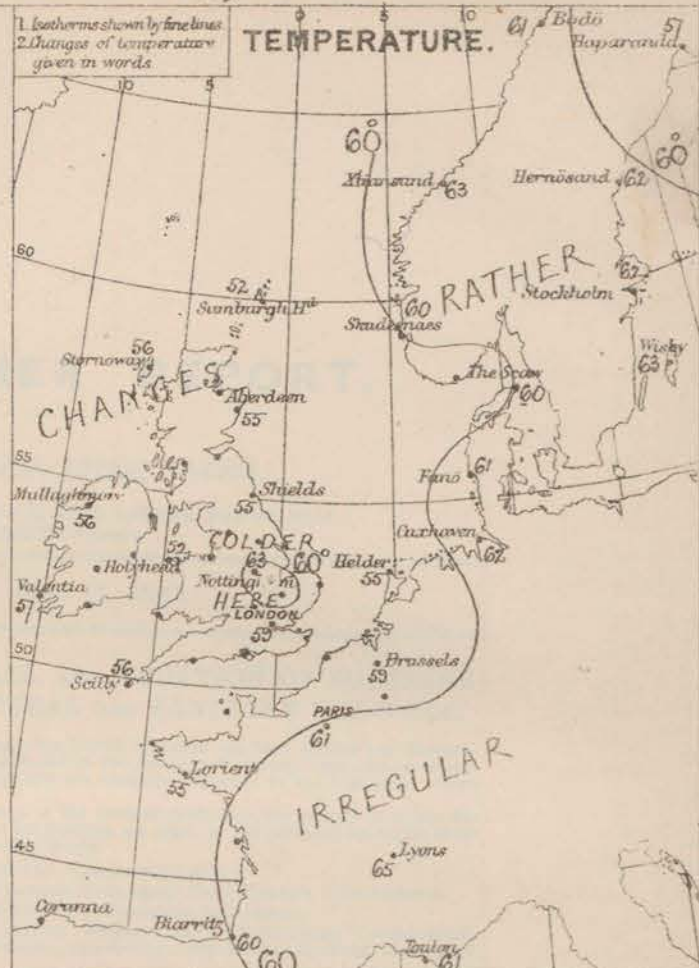 1. Isotherms shown by fine lines
2. Changes of temperature
given in words
TEMPERATURE.
10
5
0
5
10
61 Bodö
Haparanda 57
60°
60°
Xtiansund 63
Hernösand 62
60
52
Sumburgh Hd
60
Skudesnaes
RATHER
62
Stockholm
Wisby
63
56
Stornoway
The Scaw
60
CHANGES
Aberdeen
55
55
Fanö 61
Mullaghmore
56
Shields
55
Cuxhaven
62
COLDER
63 60°
59
Holyhead
Nottingham
Helder
55
Valentia
57
HERE
LONDON
59
50
56
Scilly
Brussels
59
PARIS
61
Lorient
55
IRREGULAR
45
Lyons
65
Corunna
Biarritz 60
60
Toulon
61